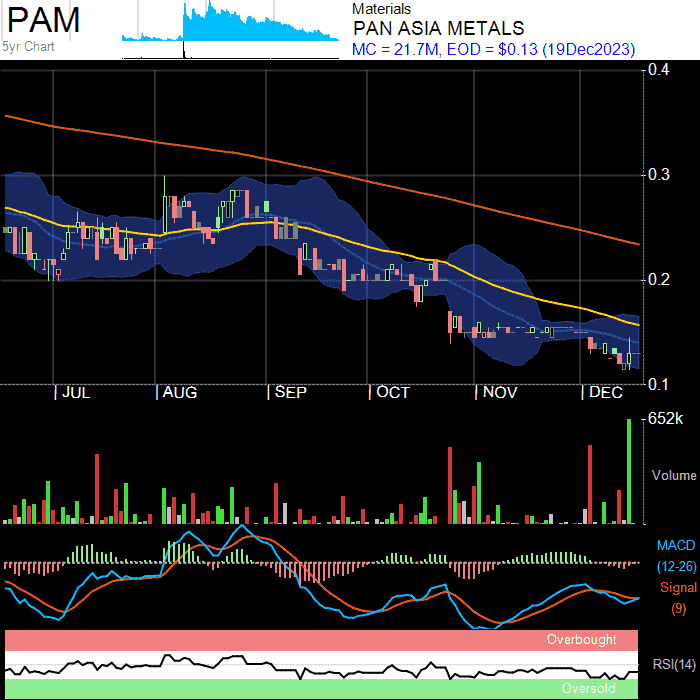 PAM
5yr Chart
Materials
PAN ASIA METALS
MC = 21.7M, EOD = $0.13 (19Dec2023)
0.4
0.3
0.2
0.1
JUL AUG SEP OCT NOV DEC
652k
Volume
MACD
(12-26)
Signal
(9)
Overbought
RSI(14)
Oversold